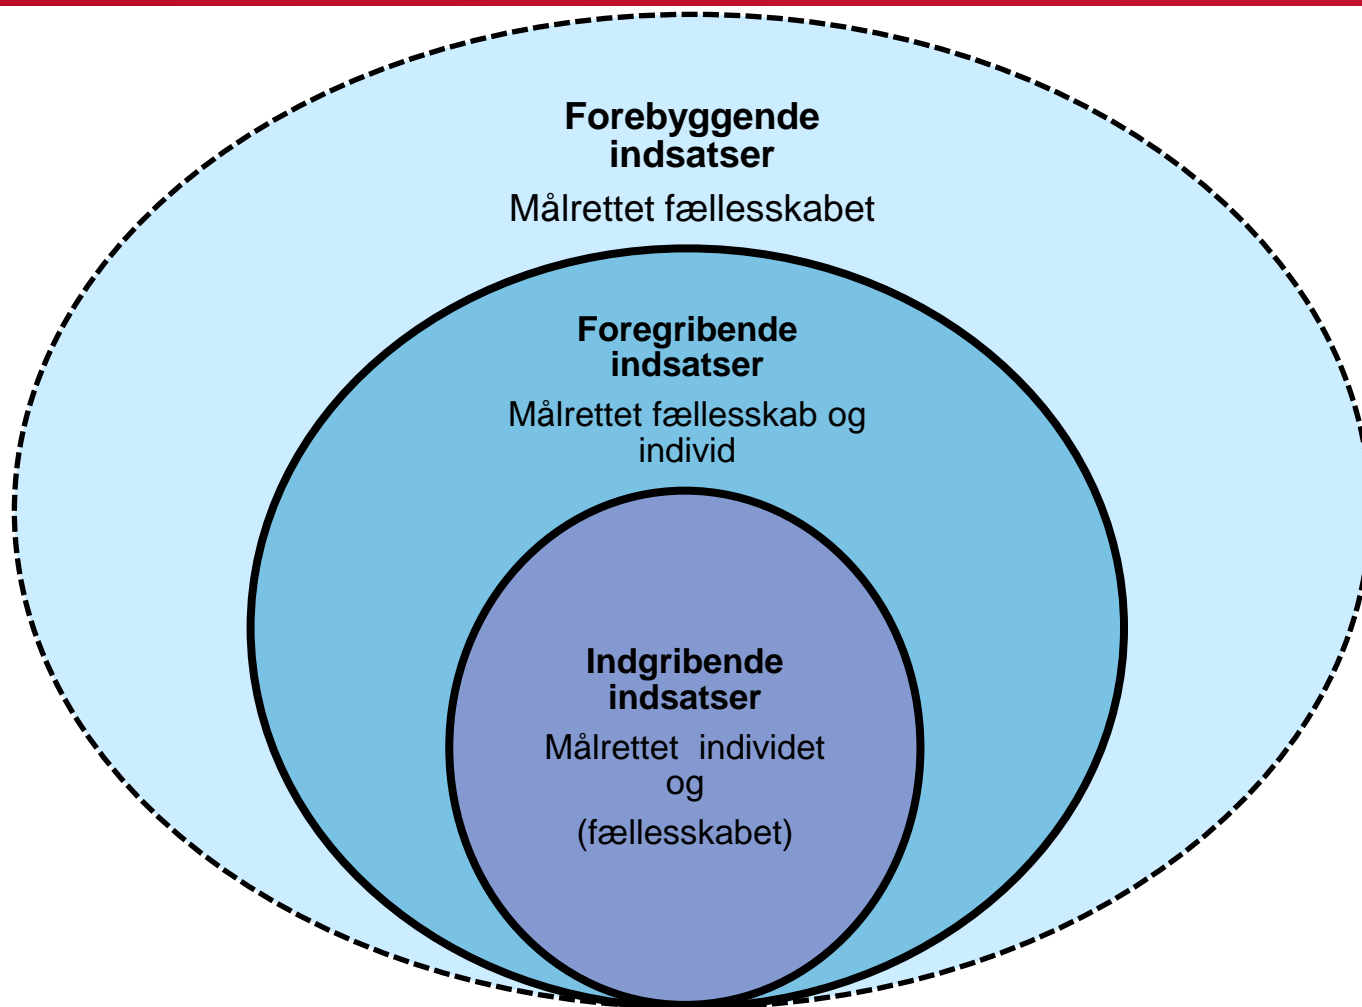 Forebyggende
indsatser
Målrettet fællesskabet
Foregribende
indsatser
Målrettet fællesskab og
individ
Indgribende
indsatser
Målrettet  individet
og
(fællesskabet)